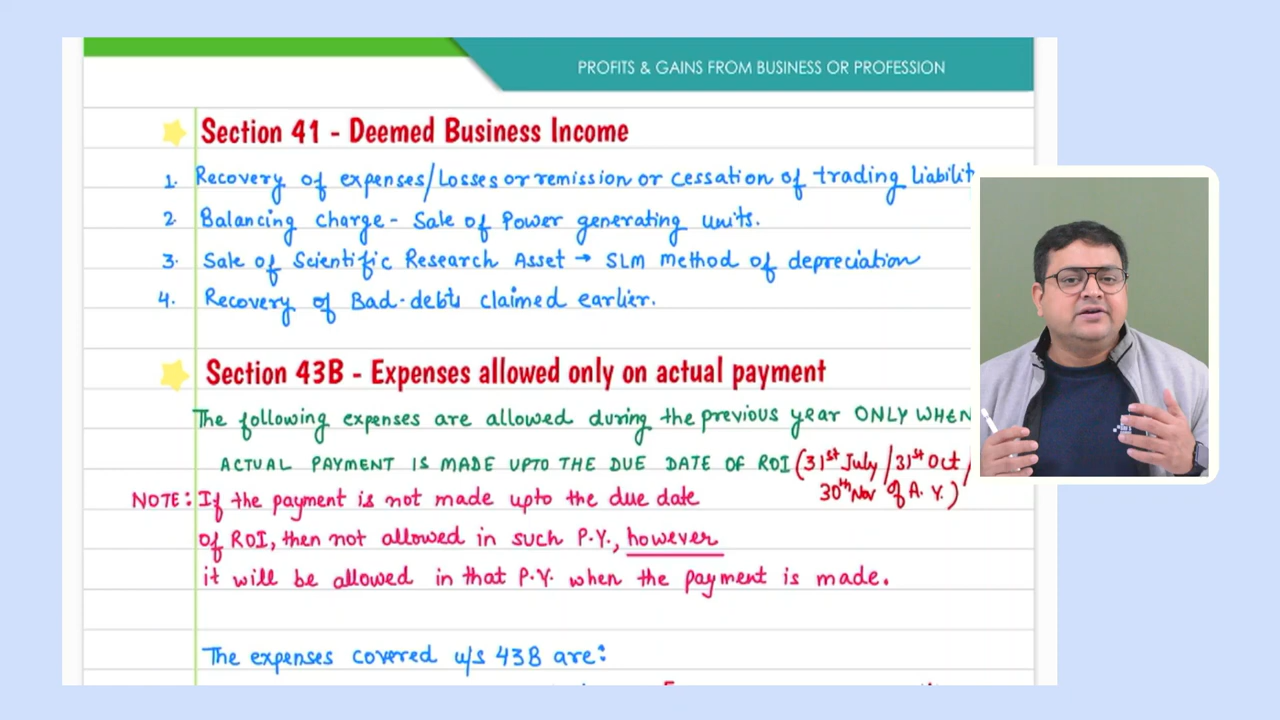 PROFITS & GAINS FROM BUSINESS OR PROFESSION
Section 41 - Deemed Business Income
1. Recovery of expenses/Losses or remission or cessation of trading liabilit
2. Balancing charge - Sale of Power generating units.
3. Sale of Scientific Research Asset → SLM Method of depreciation
4. Recovery of Bad-debts claimed earlier.
Section 43B - Expenses allowed only on actual payment
The following expenses are allowed during the previous year ONLY WHEN
ACTUAL PAYMENT IS MADE UPTO THE DUE DATE OF ROI (31st July / 31st Oct /
30th Nov of A.Y.)
NOTE: If the payment is not made upto the due date
of ROI, then not allowed in such P.Y., however
it will be allowed in that P.Y. when the payment is made.
The expenses covered u/s 43B are: